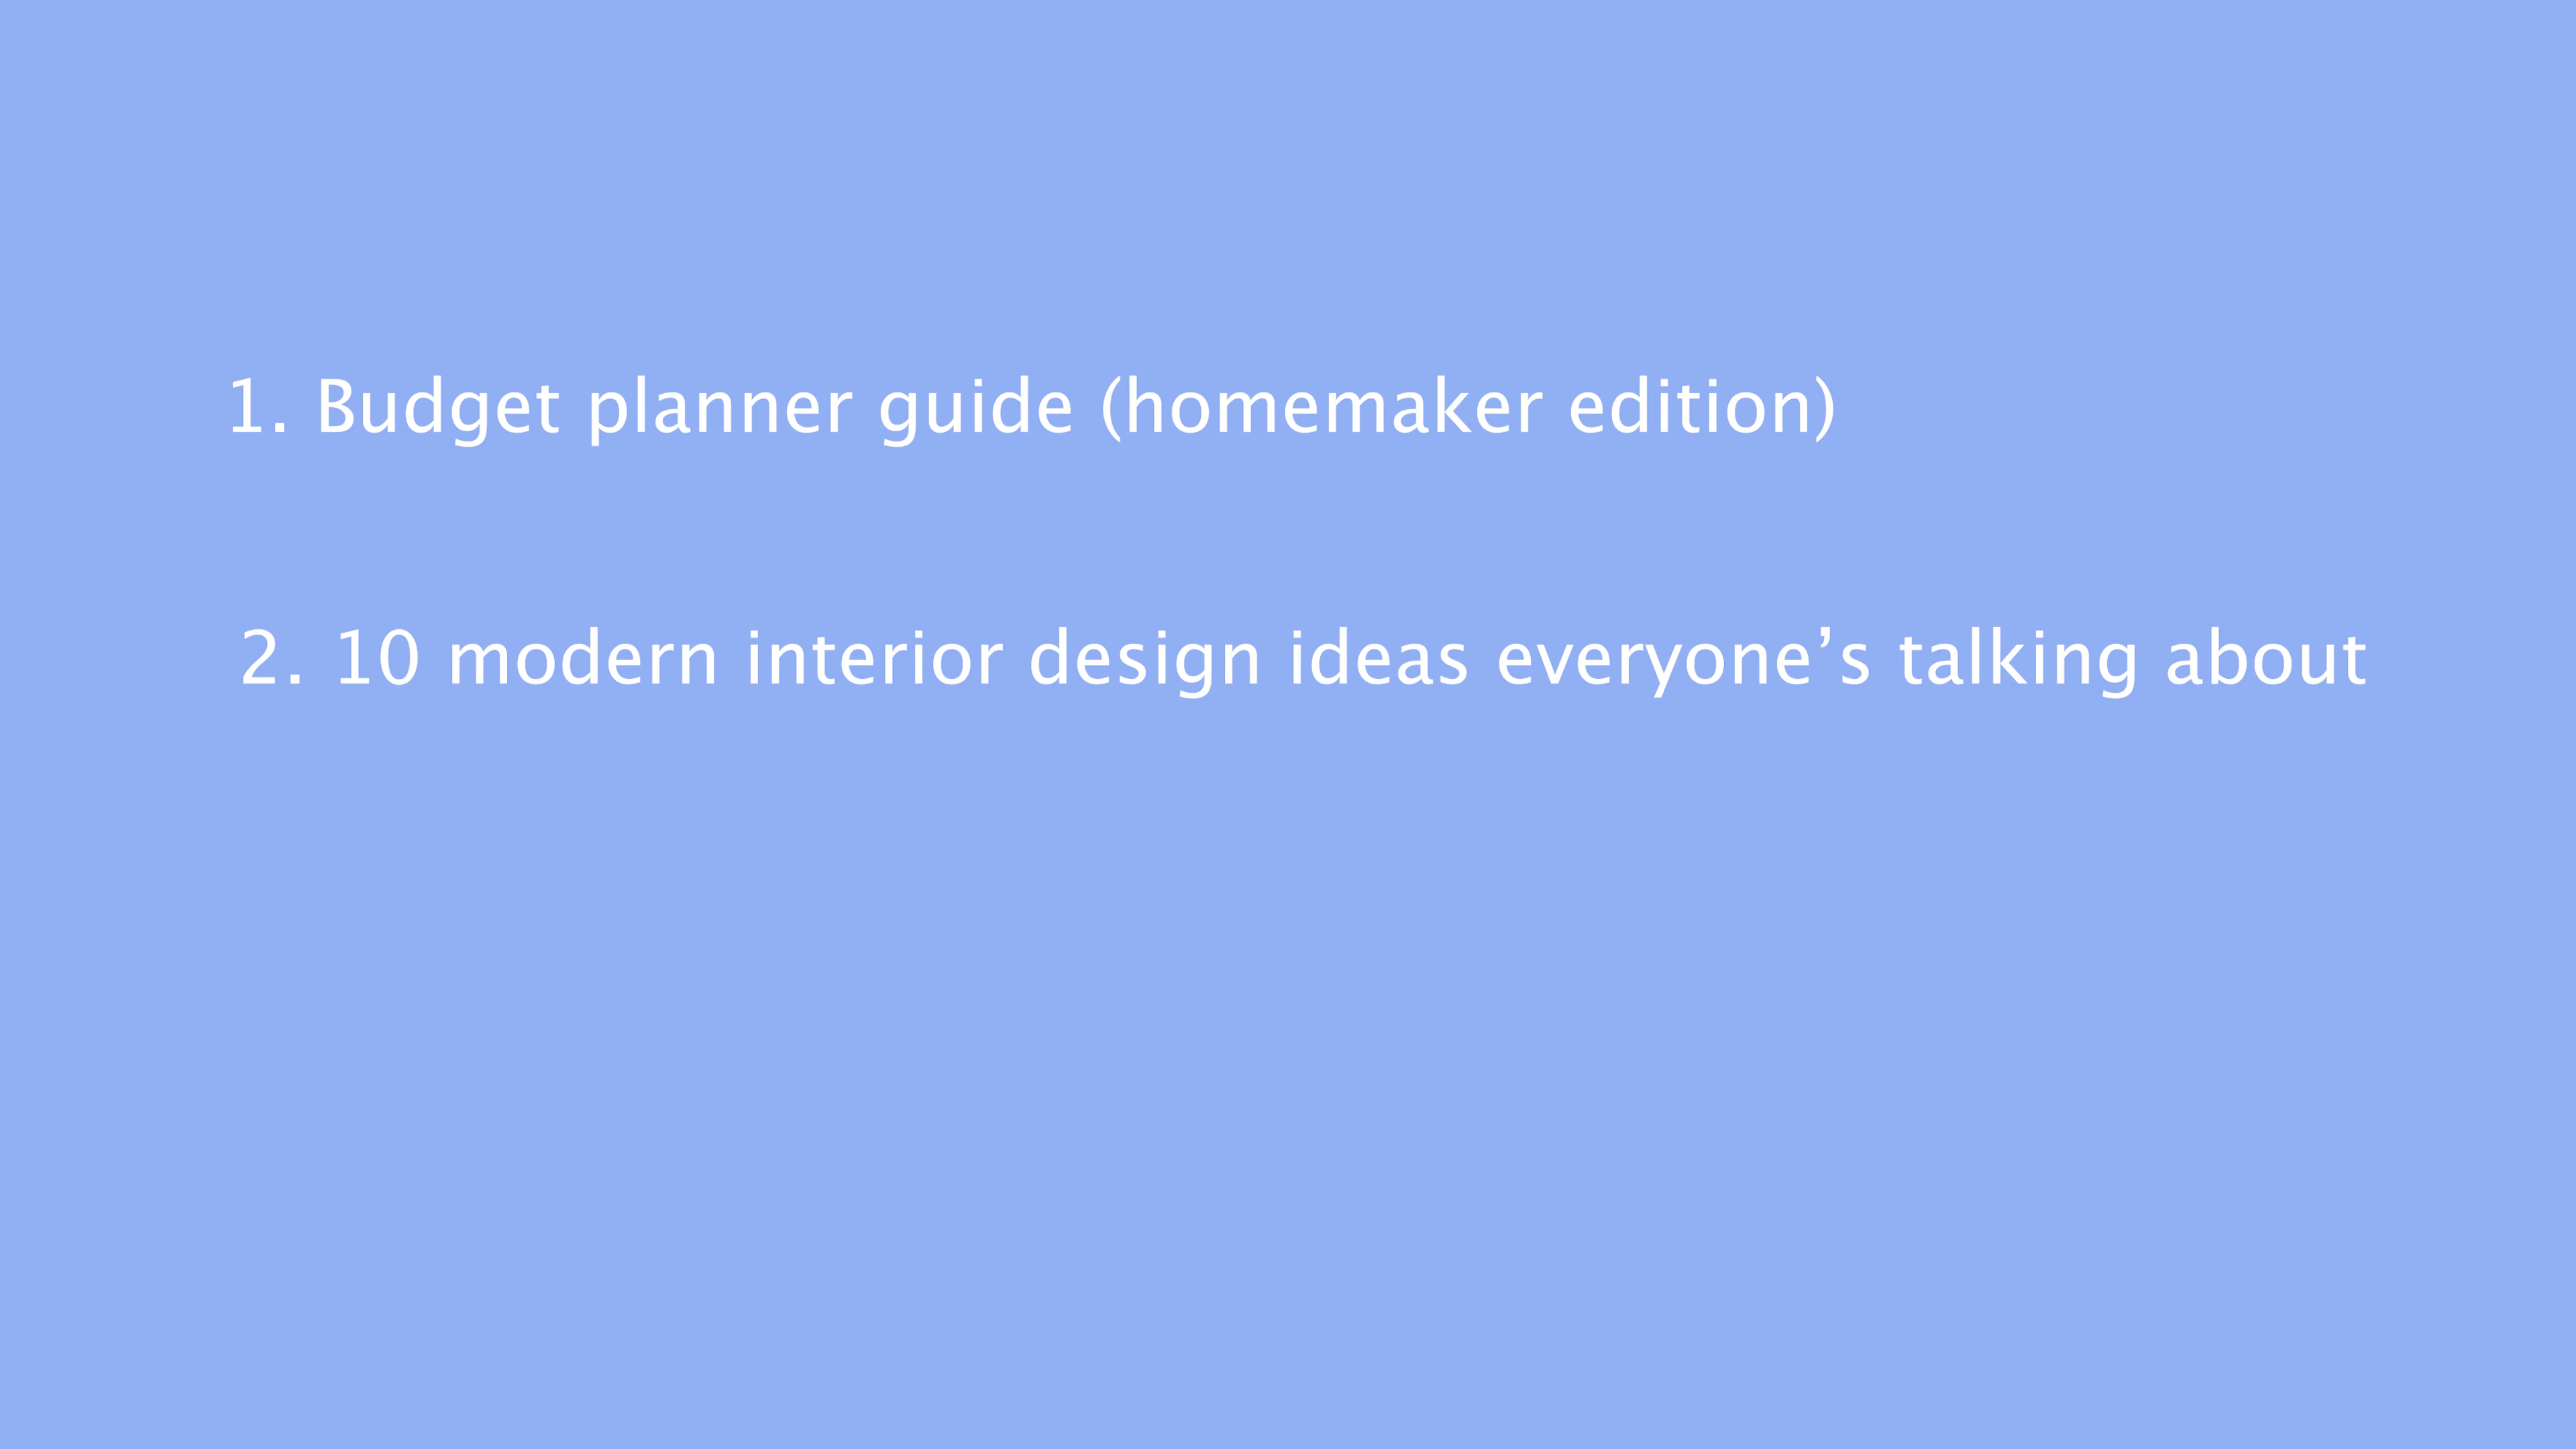 1. Budget planner guide (homemaker edition)
2. 10 modern interior design ideas everyone’s talking about